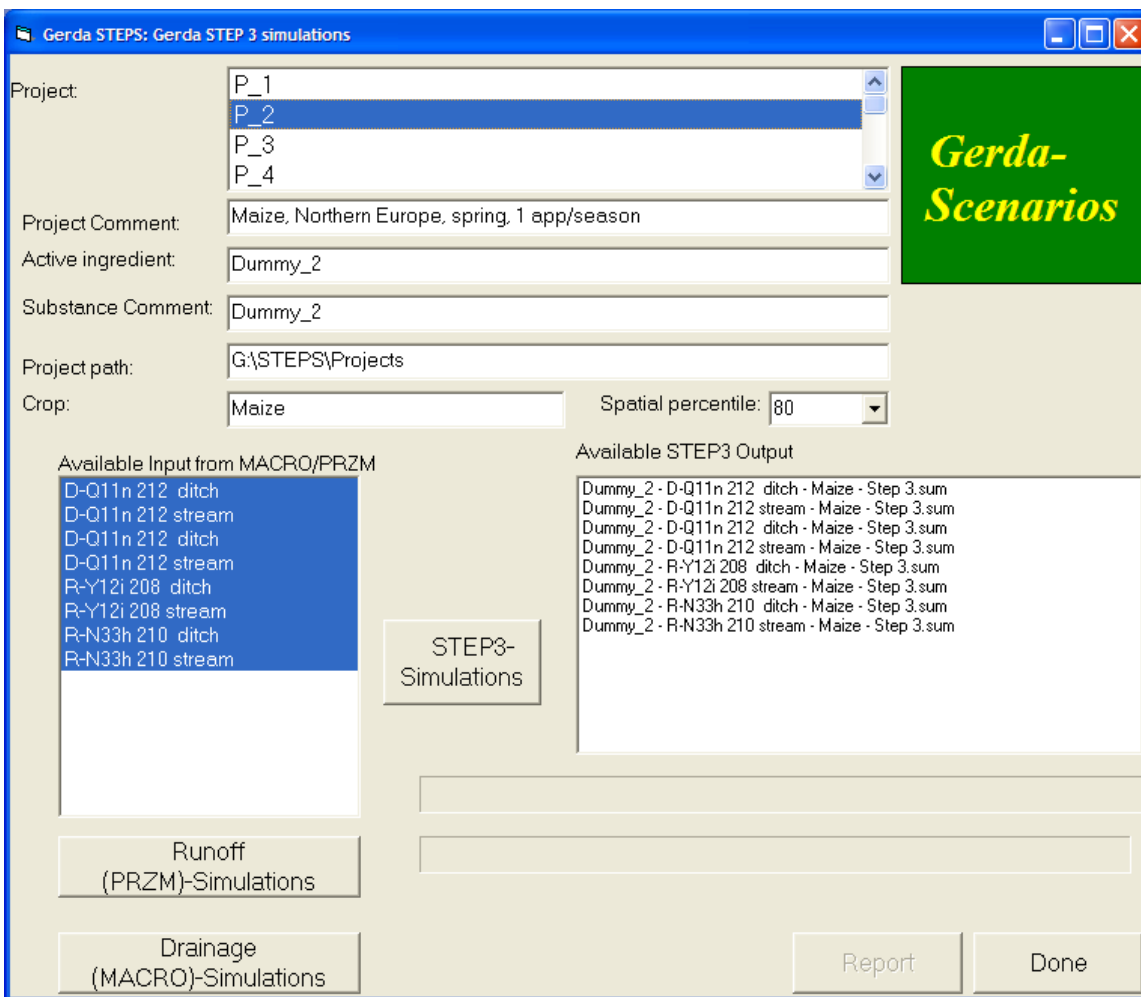 Gerda STEPS: Gerda STEP 3 simulations
Project:
P_1
P_2
P_3
P_4
Gerda-
Scenarios
Project Comment:
Maize, Northern Europe, spring, 1 app/season
Active ingredient:
Dummy_2
Substance Comment:
Dummy_2
Project path:
G:\STEPS\Projects
Crop:
Maize
Spatial percentile:
80
Available Input from MACRO/PRZM
D-Q11n 212  ditch
D-Q11n 212 stream
D-Q11n 212  ditch
D-Q11n 212 stream
R-Y12i 208  ditch
R-Y12i 208 stream
R-N33h 210  ditch
R-N33h 210 stream
STEP3-
Simulations
Available STEP3 Output
Dummy_2 - D-Q11n 212  ditch - Maize - Step 3.sum
Dummy_2 - D-Q11n 212 stream - Maize - Step 3.sum
Dummy_2 - D-Q11n 212  ditch - Maize - Step 3.sum
Dummy_2 - D-Q11n 212 stream - Maize - Step 3.sum
Dummy_2 - R-Y12i 208  ditch - Maize - Step 3.sum
Dummy_2 - R-Y12i 208 stream - Maize - Step 3.sum
Dummy_2 - R-N33h 210  ditch - Maize - Step 3.sum
Dummy_2 - R-N33h 210 stream - Maize - Step 3.sum
Runoff
(PRZM)-Simulations
Drainage
(MACRO)-Simulations
Report
Done